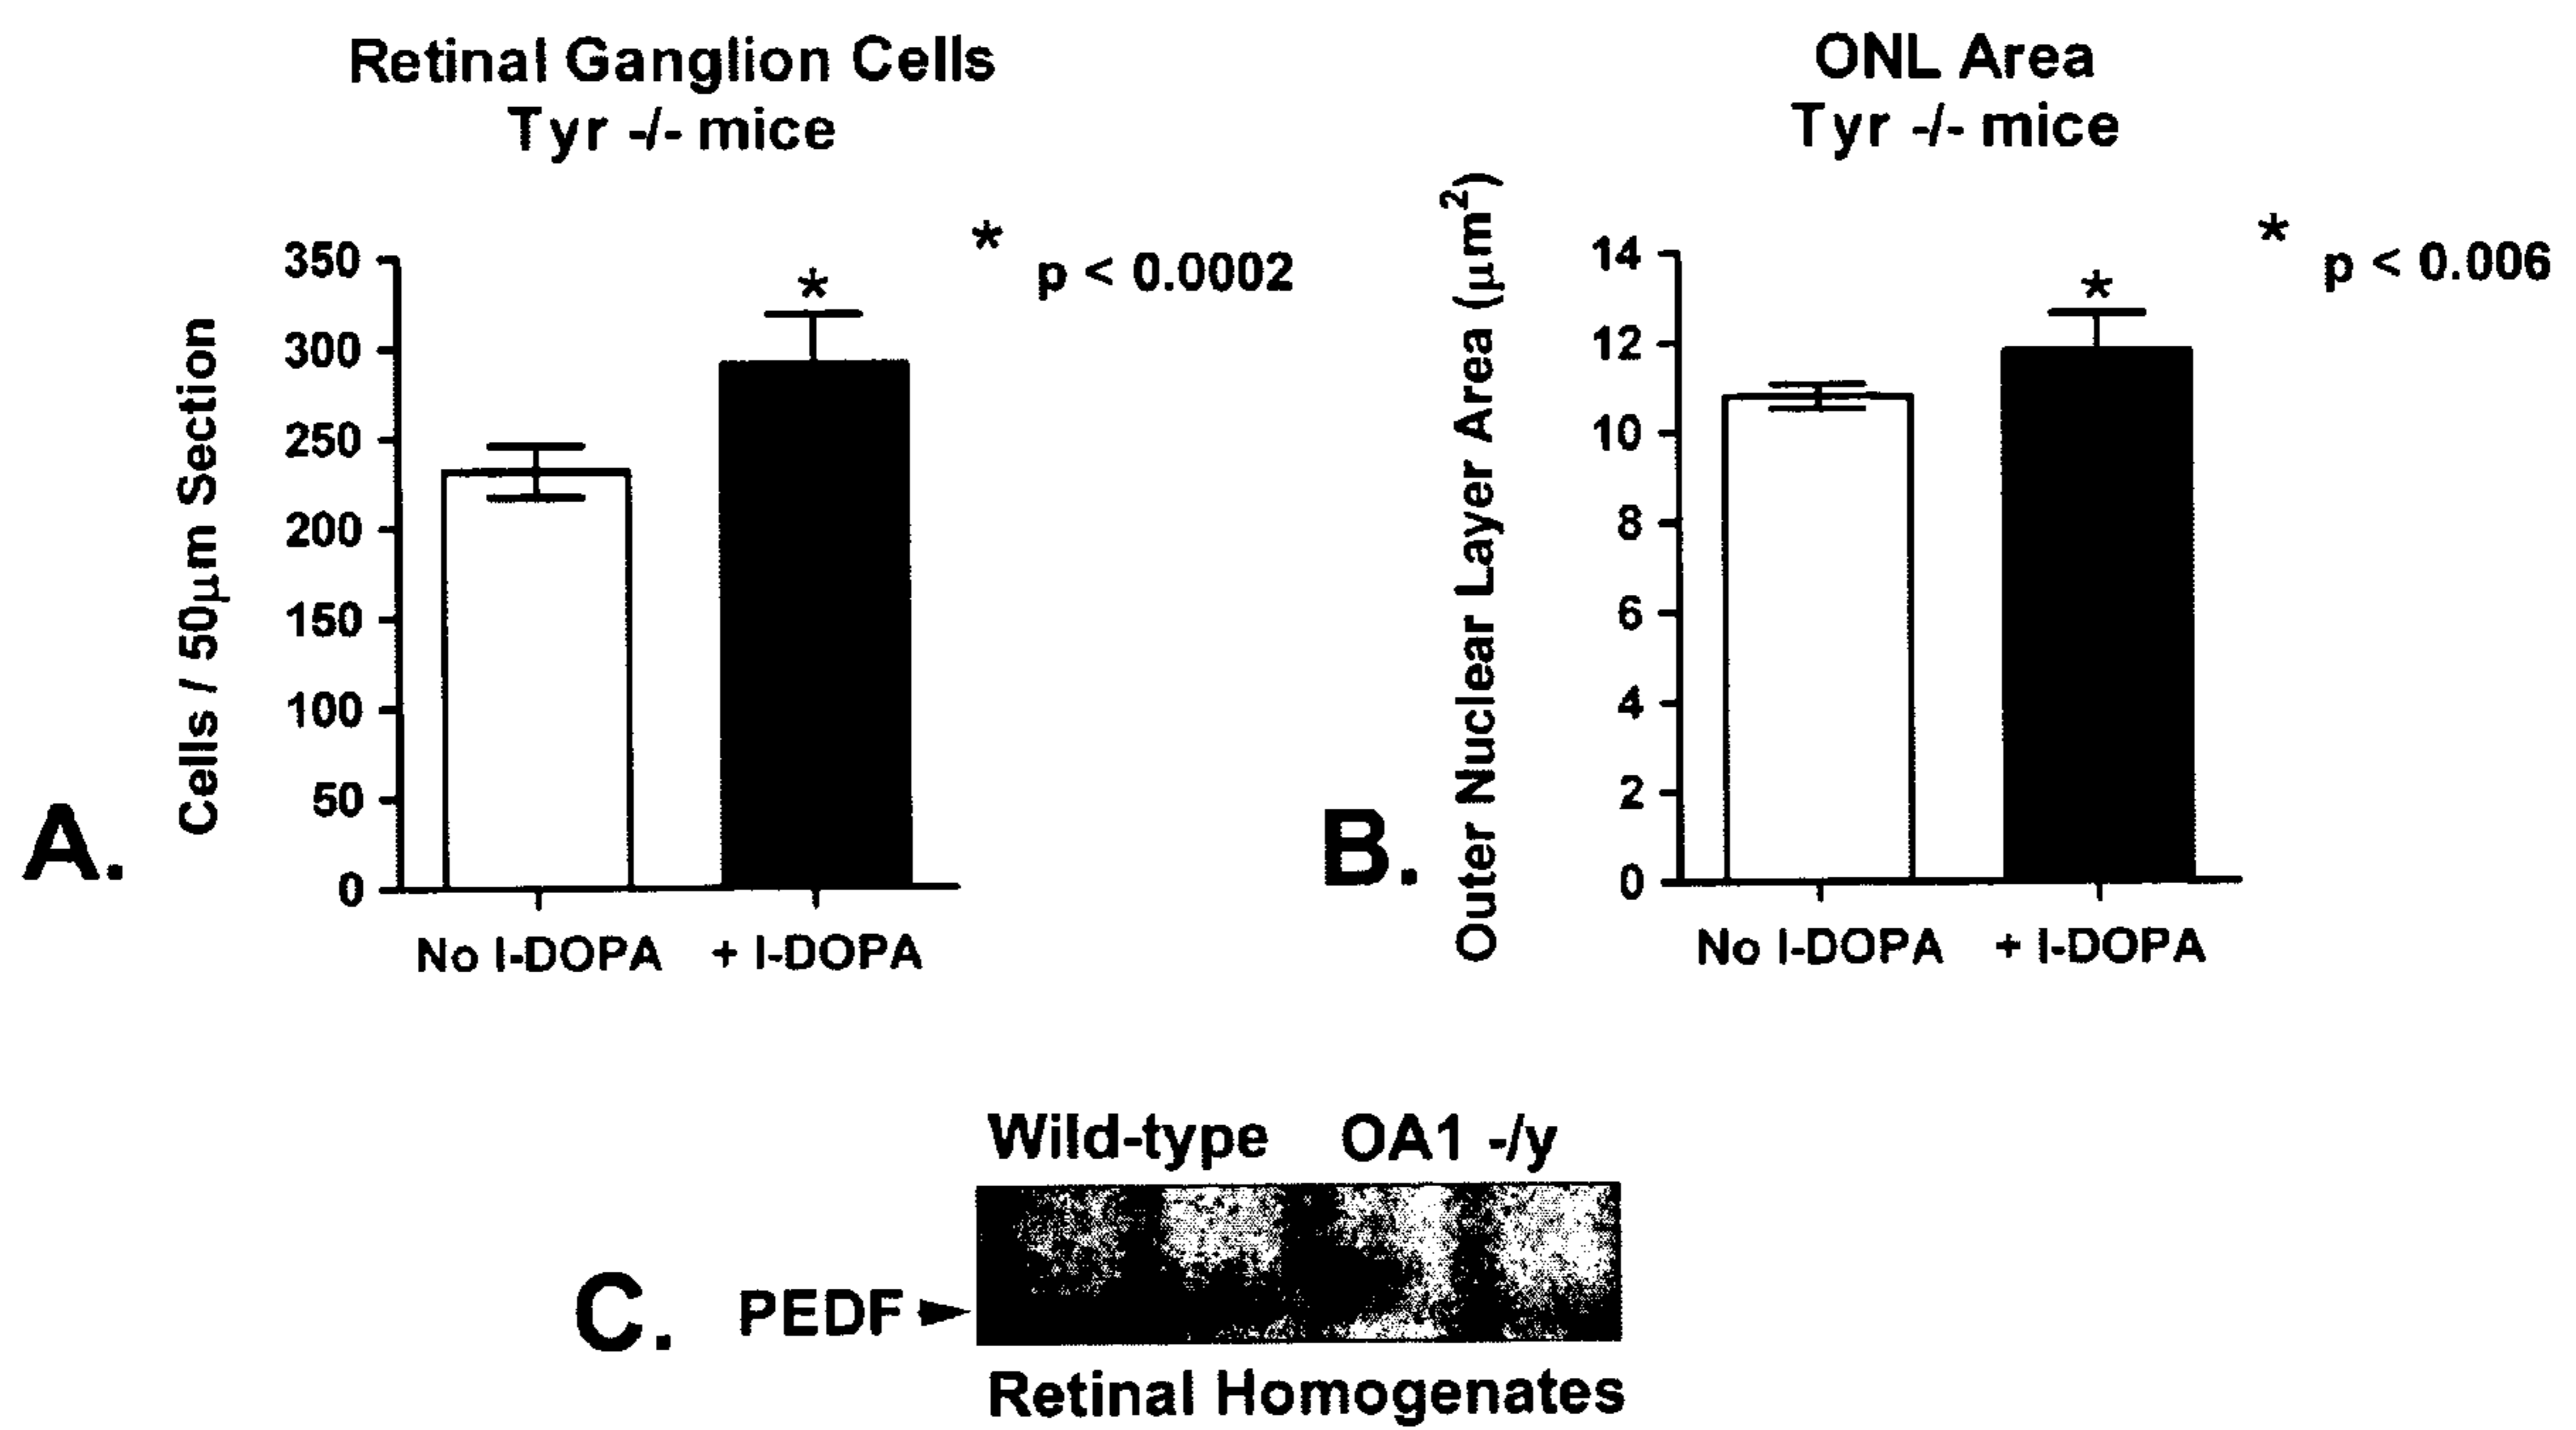 Retinal Ganglion Cells
Tyr -/- mice
*
p < 0.0002
*
350
300
250
200
150
100
50
0
Cells / 50μm Section
No l-DOPA
+ l-DOPA
A.
ONL Area
Tyr -/- mice
*
p < 0.006
*
14
12
10
8
6
4
2
0
Outer Nuclear Layer Area (μm²)
No l-DOPA
+ l-DOPA
B.
Wild-type
OA1 -/y
C.
PEDF
Retinal Homogenates